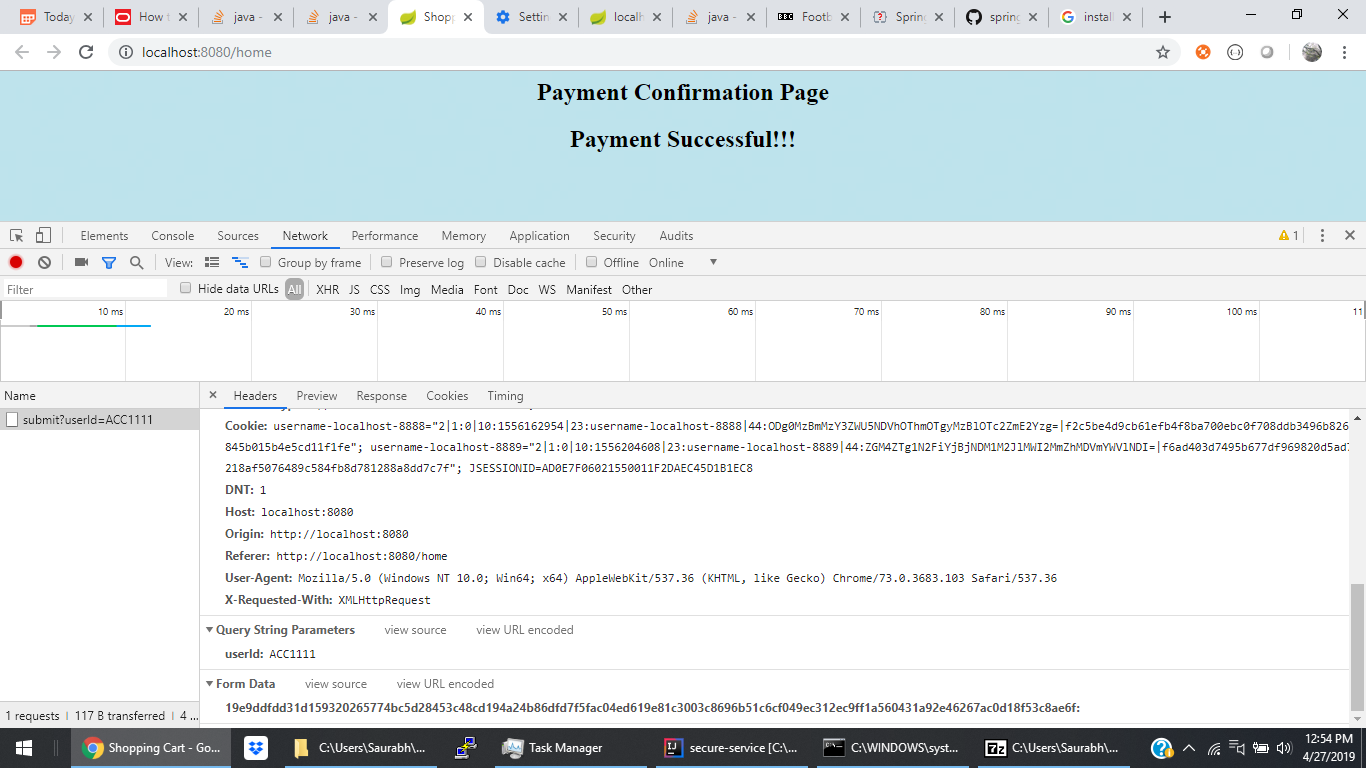 Today
How t
java -
java -
Shopp
Settin
localh
java -
BBC Footb
[?] Spring
spring
install
localhost:8080/home
Payment Confirmation Page
Payment Successful!!!
Elements Console Sources Network Performance Memory Application Security Audits 1
View: Group by frame Preserve log Disable cache Offline Online
Filter Hide data URLs All XHR JS CSS Img Media Font Doc WS Manifest Other
10 ms 20 ms 30 ms 40 ms 50 ms 60 ms 70 ms 80 ms 90 ms 100 ms 11
Name Headers Preview Response Cookies Timing
submit?userId=ACC1111
Cookie: username-localhost-8888="2|1:0|10:1556162954|23:username-localhost-8888|44:ODg0MzBmMzY3ZWU5NDVhOThmOTgyMzBlOTc2ZmE2Yzg=|f2c5be4d9cb61efb4f8ba700ebc0f708ddb3496b826
845b015b4e5cd11f1fe"; username-localhost-8889="2|1:0|10:1556204608|23:username-localhost-8889|44:ZGM4ZTg1N2FiYjBjNDM1M2JlMWI2MmZhMDVmYWVlNDI=|f6ad403d7495b677df969820d5ad7
218af5076489c584fb8d781288a8dd7c7f"; JSESSIONID=AD0E7F06021550011F2DAEC45D1B1EC8
DNT: 1
Host: localhost:8080
Origin: http://localhost:8080
Referer: http://localhost:8080/home
User-Agent: Mozilla/5.0 (Windows NT 10.0; Win64; x64) AppleWebKit/537.36 (KHTML, like Gecko) Chrome/73.0.3683.103 Safari/537.36
X-Requested-With: XMLHttpRequest
Query String Parameters view source view URL encoded
userId: ACC1111
Form Data view source view URL encoded
19e9ddfdd31d159320265774bc5d28453c48cd194a24b86dfd7f5fac04ed619e81c3003c8696b51c6cf049ec312ec9ff1a560431a92e46267ac0d18f53c8ae6f:
1 requests 117 B transferred 4 ...
Shopping Cart - Go...
C:\Users\Saurabh\...
Task Manager
secure-service [C:\...
C:\WINDOWS\syst...
C:\Users\Saurabh\...
12:54 PM
4/27/2019